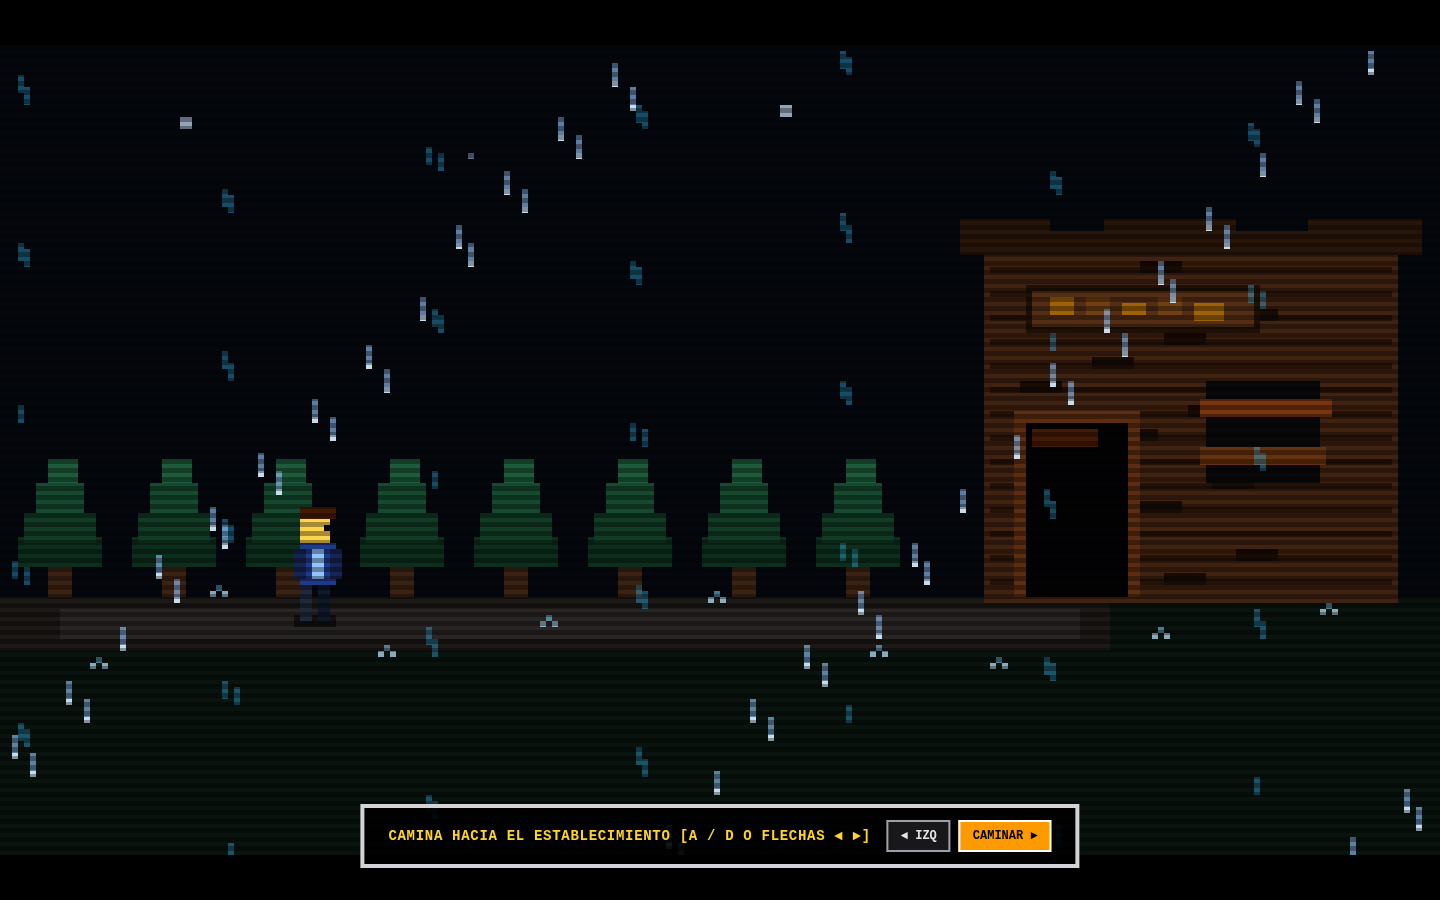 CAMINA HACIA EL ESTABLECIMIENTO [A / D O FLECHAS ◄ ►]
◄ IZQ
CAMINAR ►